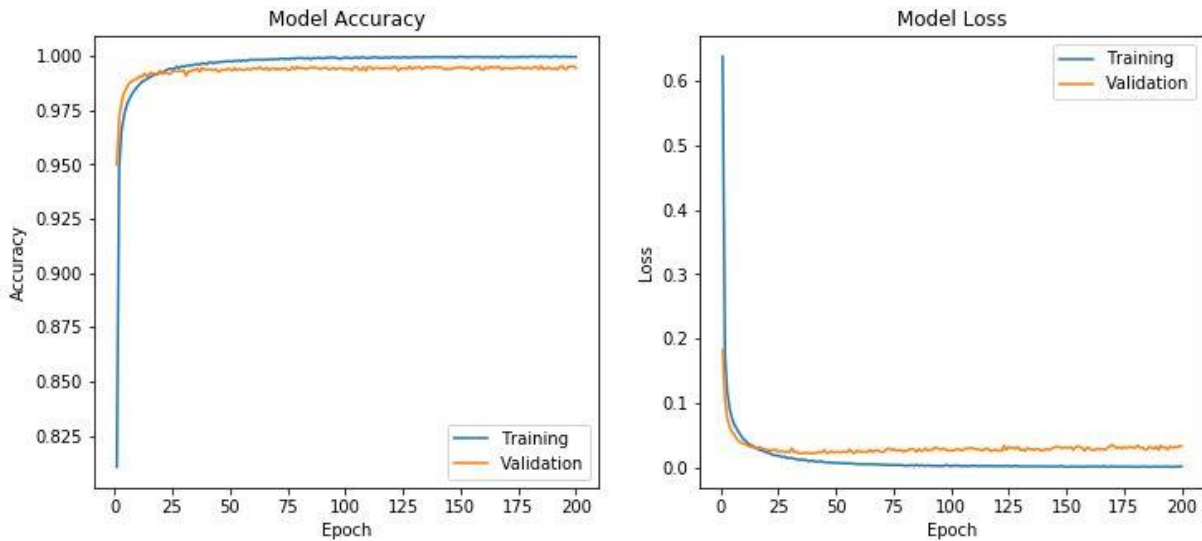 Model Accuracy
1.000
0.975
0.950
0.925
0.900
0.875
0.850
0.825
Accuracy
0 25 50 75 100 125 150 175 200
Epoch
Training
Validation
Model Loss
0.6
0.5
0.4
0.3
0.2
0.1
0.0
Loss
0 25 50 75 100 125 150 175 200
Epoch
Training
Validation